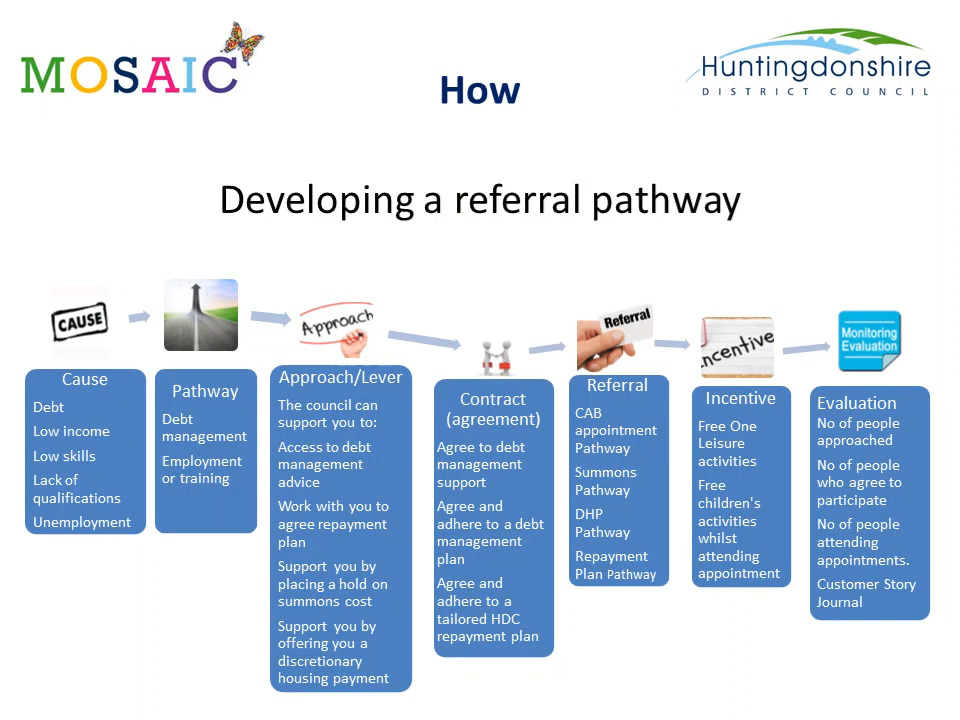 MOSAIC
Huntingdonshire
DISTRICT COUNCIL
How
Developing a referral pathway
CAUSE
Approach
Referral
Incentive
Monitoring
Evaluation
Cause
Debt
Low income
Low skills
Lack of
qualifications
Unemployment
Pathway
Debt
management
Employment
or training
Approach/Lever
The council can
support you to:
Access to debt
management
advice
Work with you to
agree repayment
plan
Support you by
placing a hold on
summons cost
Support you by
offering you a
discretionary
housing payment
Contract
(agreement)
Agree to debt
management
support
Agree and
adhere to a debt
management
plan
Agree and
adhere to a
tailored HDC
repayment plan
Referral
CAB
appointment
Pathway
Summons
Pathway
DHP
Pathway
Repayment
Plan Pathway
Incentive
Free One
Leisure
activities
Free
children's
activities
whilst
attending
appointment
Evaluation
No of people
approached
No of people
who agree to
participate
No of people
attending
appointments.
Customer Story
Journal